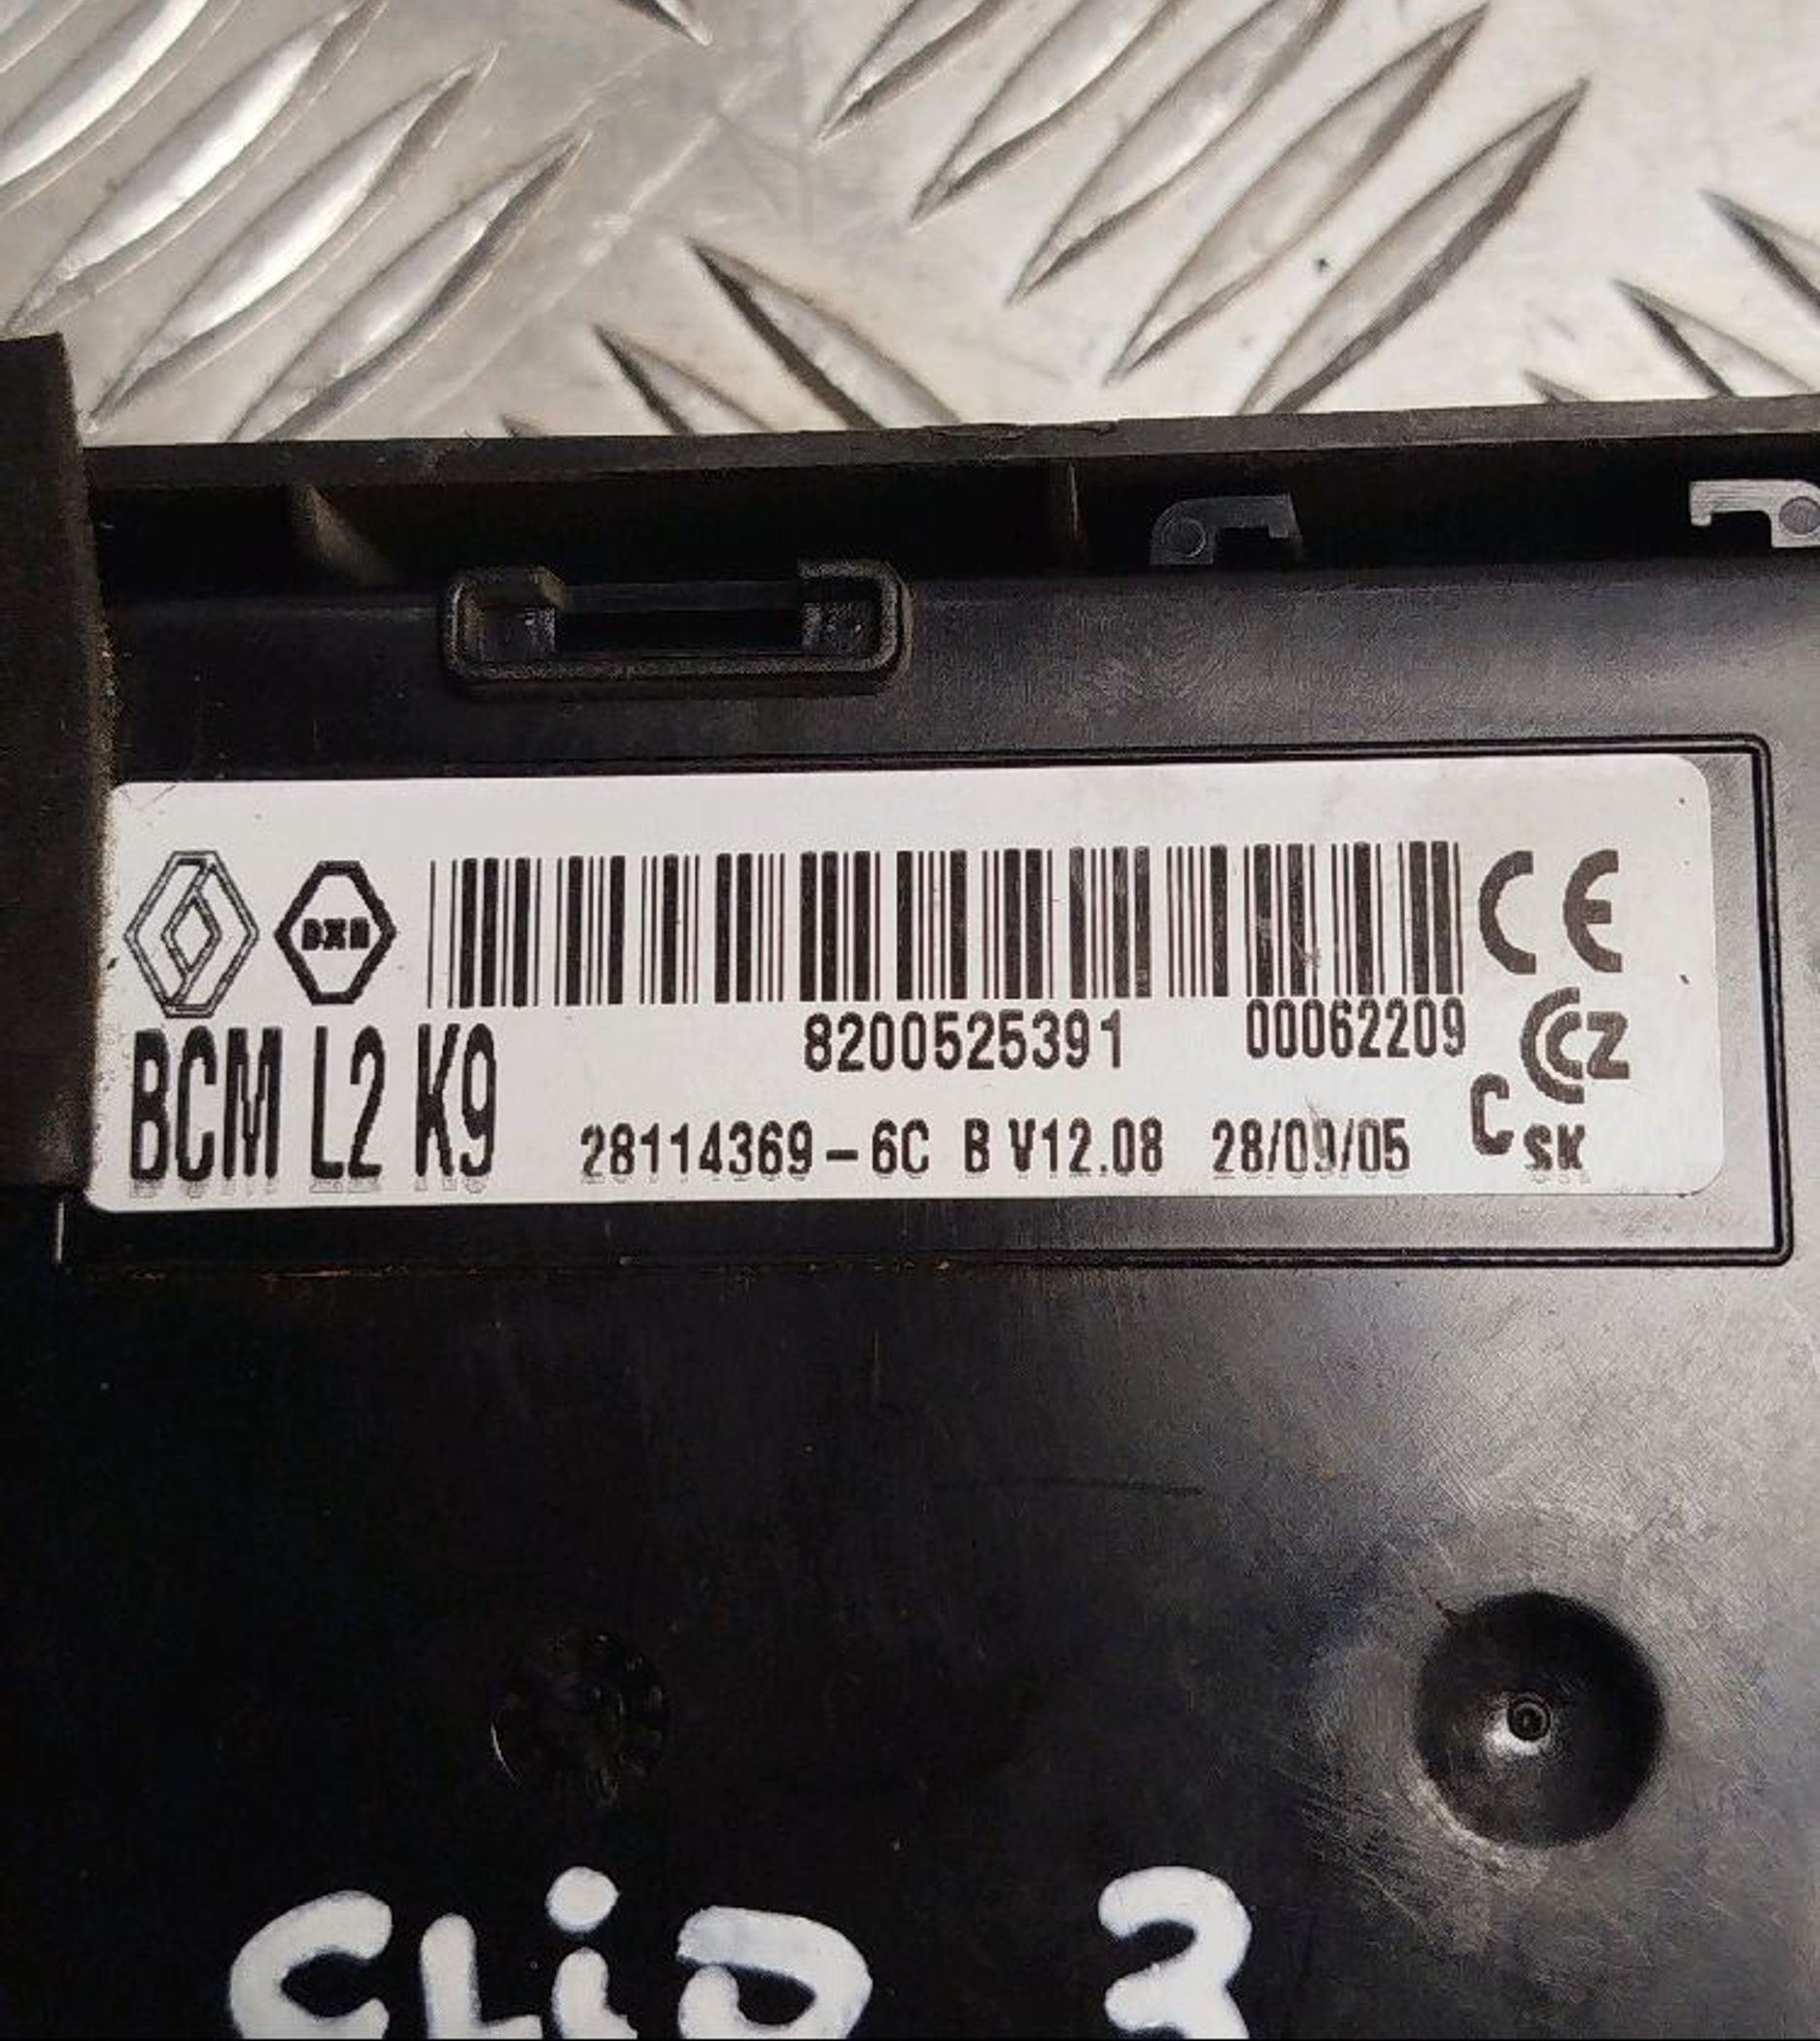 CE
8200525391 00062209
CZ
BCM L2 K9
28114369-6C B V12.08 28/09/05
C SK
CLiO 3